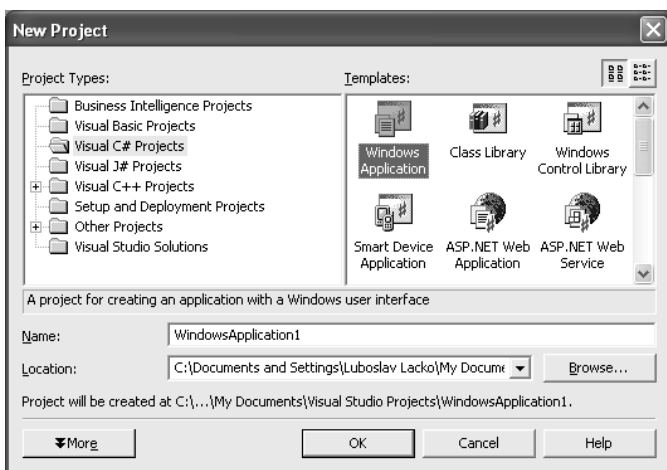 New Project
Project Types:
Templates:
Business Intelligence Projects
Visual Basic Projects
Visual C# Projects
Visual J# Projects
Visual C++ Projects
Setup and Deployment Projects
Other Projects
Visual Studio Solutions
Windows Application
Class Library
Windows Control Library
Smart Device Application
ASP.NET Web Application
ASP.NET Web Service
A project for creating an application with a Windows user interface
Name:
WindowsApplication1
Location:
C:\Documents and Settings\Luboslav Lacko\My Docume
Browse...
Project will be created at C:\...\My Documents\Visual Studio Projects\WindowsApplication1.
More
OK
Cancel
Help